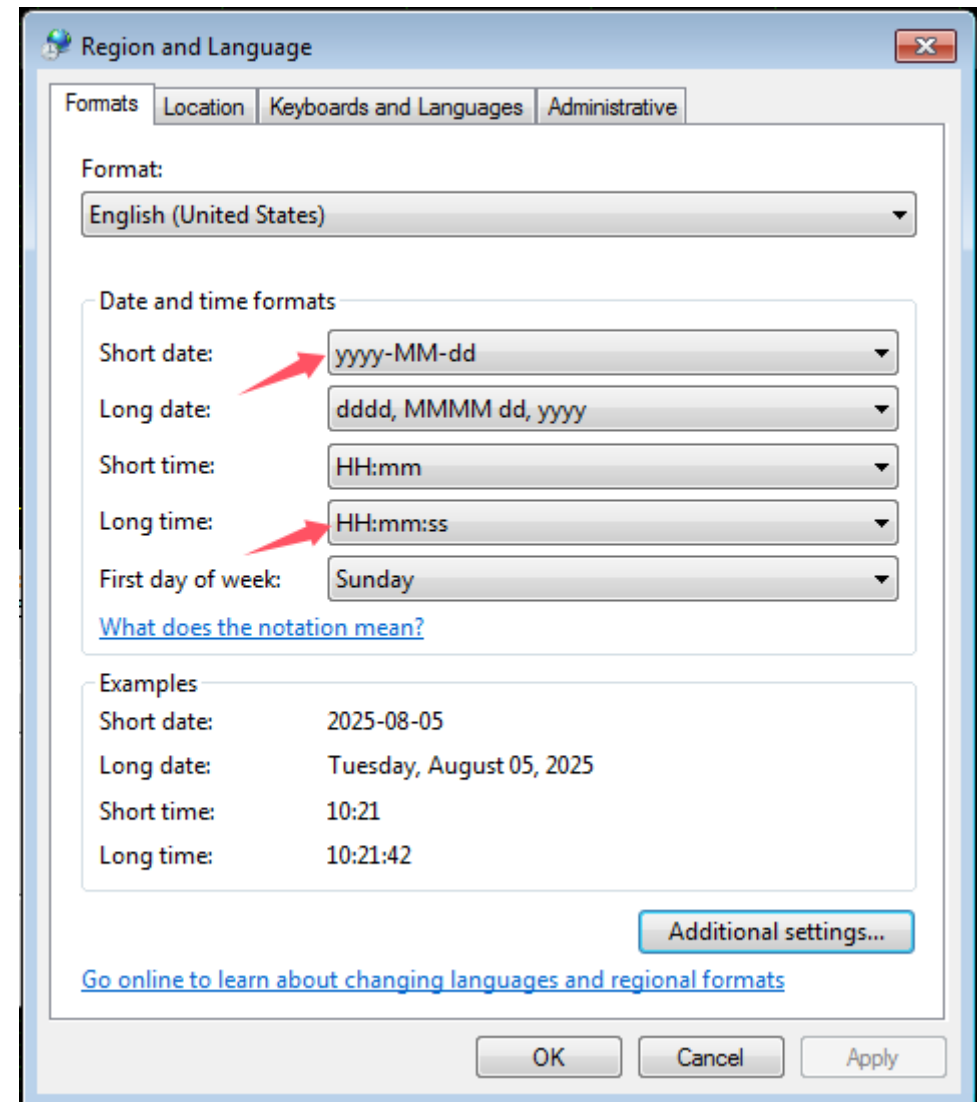 Region and Language
Formats Location Keyboards and Languages Administrative
Format:
English (United States)
Date and time formats
Short date: yyyy-MM-dd
Long date: dddd, MMMM dd, yyyy
Short time: HH:mm
Long time: HH:mm:ss
First day of week: Sunday
What does the notation mean?
Examples
Short date: 2025-08-05
Long date: Tuesday, August 05, 2025
Short time: 10:21
Long time: 10:21:42
Additional settings...
Go online to learn about changing languages and regional formats
OK Cancel Apply